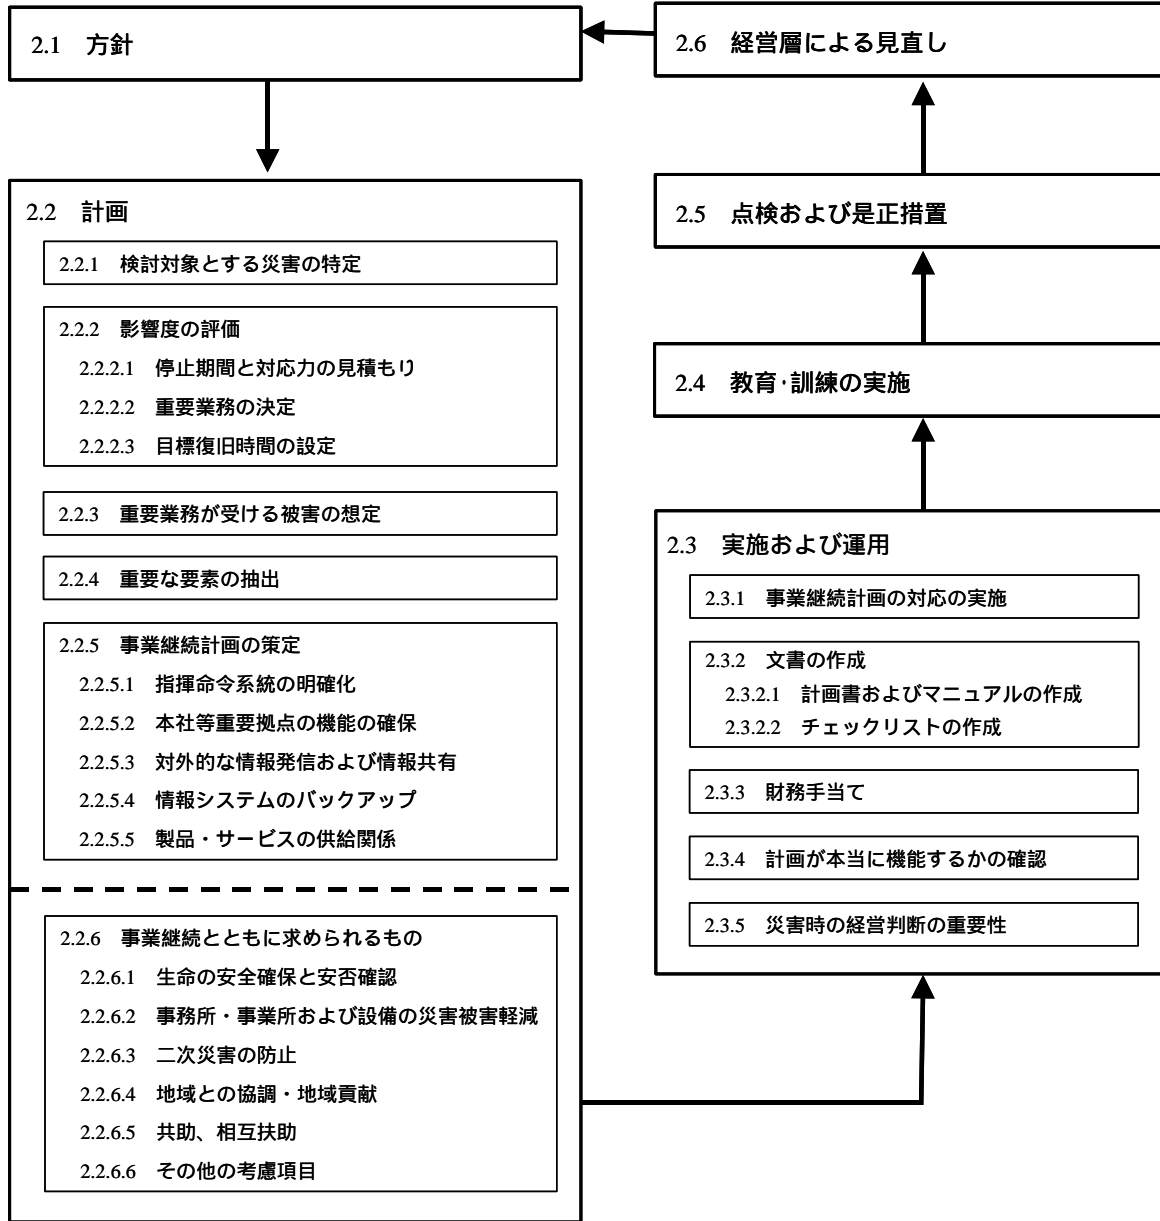 2.1 方針
2.2 計画
2.2.1 検討対象とする災害の特定
2.2.2 影響度の評価
2.2.2.1 停止期間と対応力の見積もり
2.2.2.2 重要業務の決定
2.2.2.3 目標復旧時間の設定
2.2.3 重要業務が受ける被害の想定
2.2.4 重要な要素の抽出
2.2.5 事業継続計画の策定
2.2.5.1 指揮命令系統の明確化
2.2.5.2 本社等重要拠点の機能の確保
2.2.5.3 対外的な情報発信および情報共有
2.2.5.4 情報システムのバックアップ
2.2.5.5 製品・サービスの供給関係
2.2.6 事業継続とともに求められるもの
2.2.6.1 生命の安全確保と安否確認
2.2.6.2 事務所・事業所および設備の災害被害軽減
2.2.6.3 二次災害の防止
2.2.6.4 地域との協調・地域貢献
2.2.6.5 共助、相互扶助
2.2.6.6 その他の考慮項目
2.3 実施および運用
2.3.1 事業継続計画の対応の実施
2.3.2 文書の作成
2.3.2.1 計画書およびマニュアルの作成
2.3.2.2 チェックリストの作成
2.3.3 財務手当て
2.3.4 計画が本当に機能するかの確認
2.3.5 災害時の経営判断の重要性
2.4 教育・訓練の実施
2.5 点検および是正措置
2.6 経営層による見直し